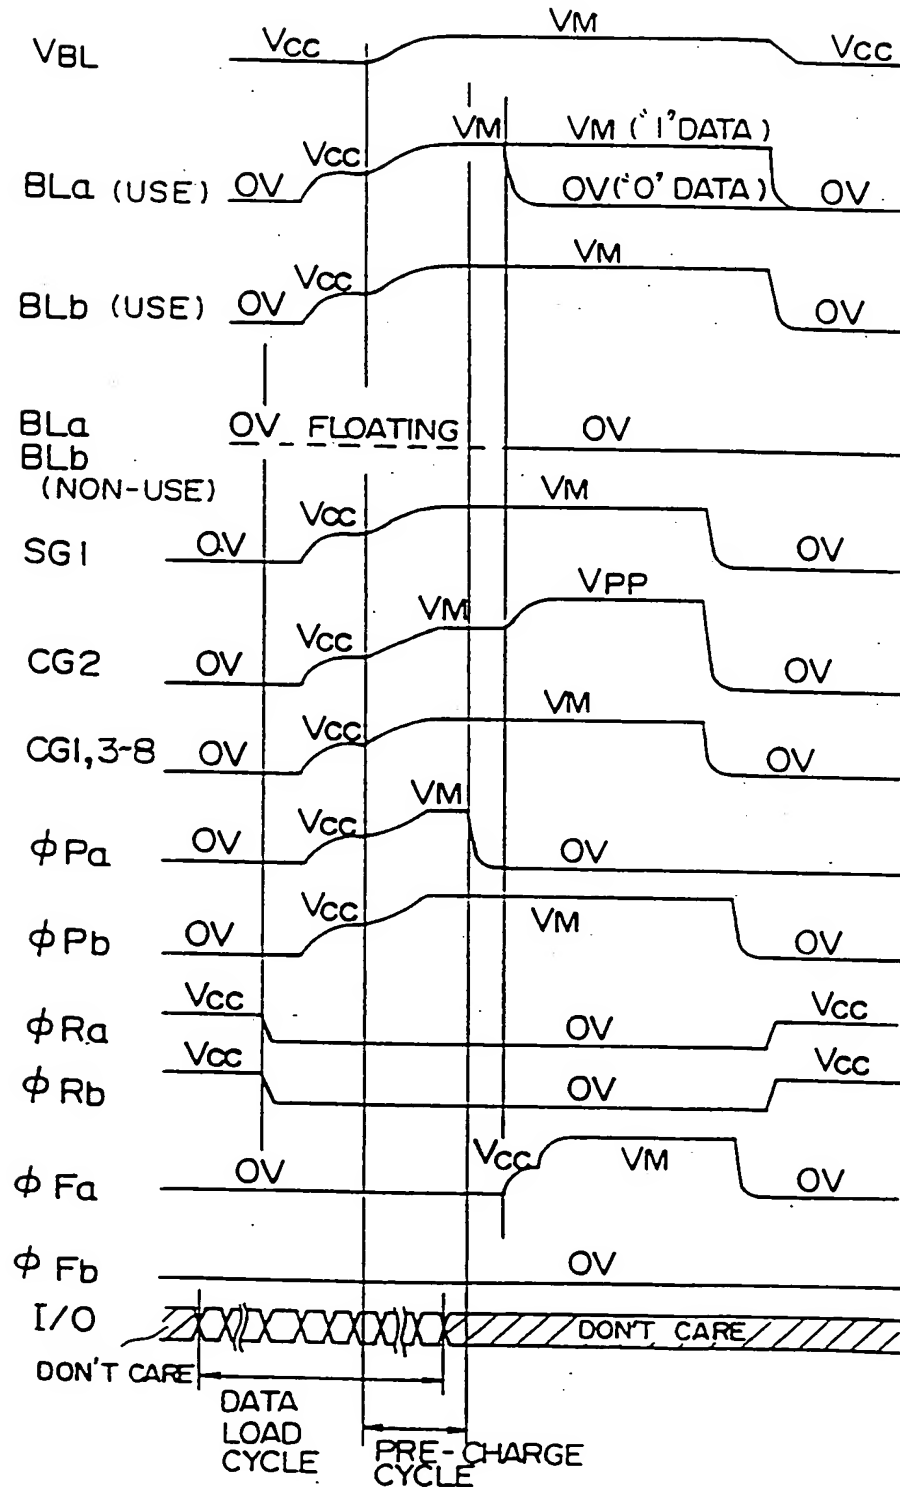 VBL VCC VM VCC
BLa (USE) OV VCC VM VM ("1" DATA) OV ("0" DATA) OV
BLb (USE) OV VCC VM OV
BLa
BLb
(NON-USE) OV FLOATING OV
SG1 OV VCC VM OV
CG2 OV VCC VM VPP OV
CG1,3-8 OV VCC VM OV
φPa OV VCC VM OV
φPb OV VCC VM OV
φRa VCC OV VCC
φRb VCC OV VCC
φFa OV VCC VM OV
φFb OV
I/O DON'T CARE
DON'T CARE
DATA
LOAD
CYCLE
PRE-CHARGE
CYCLE